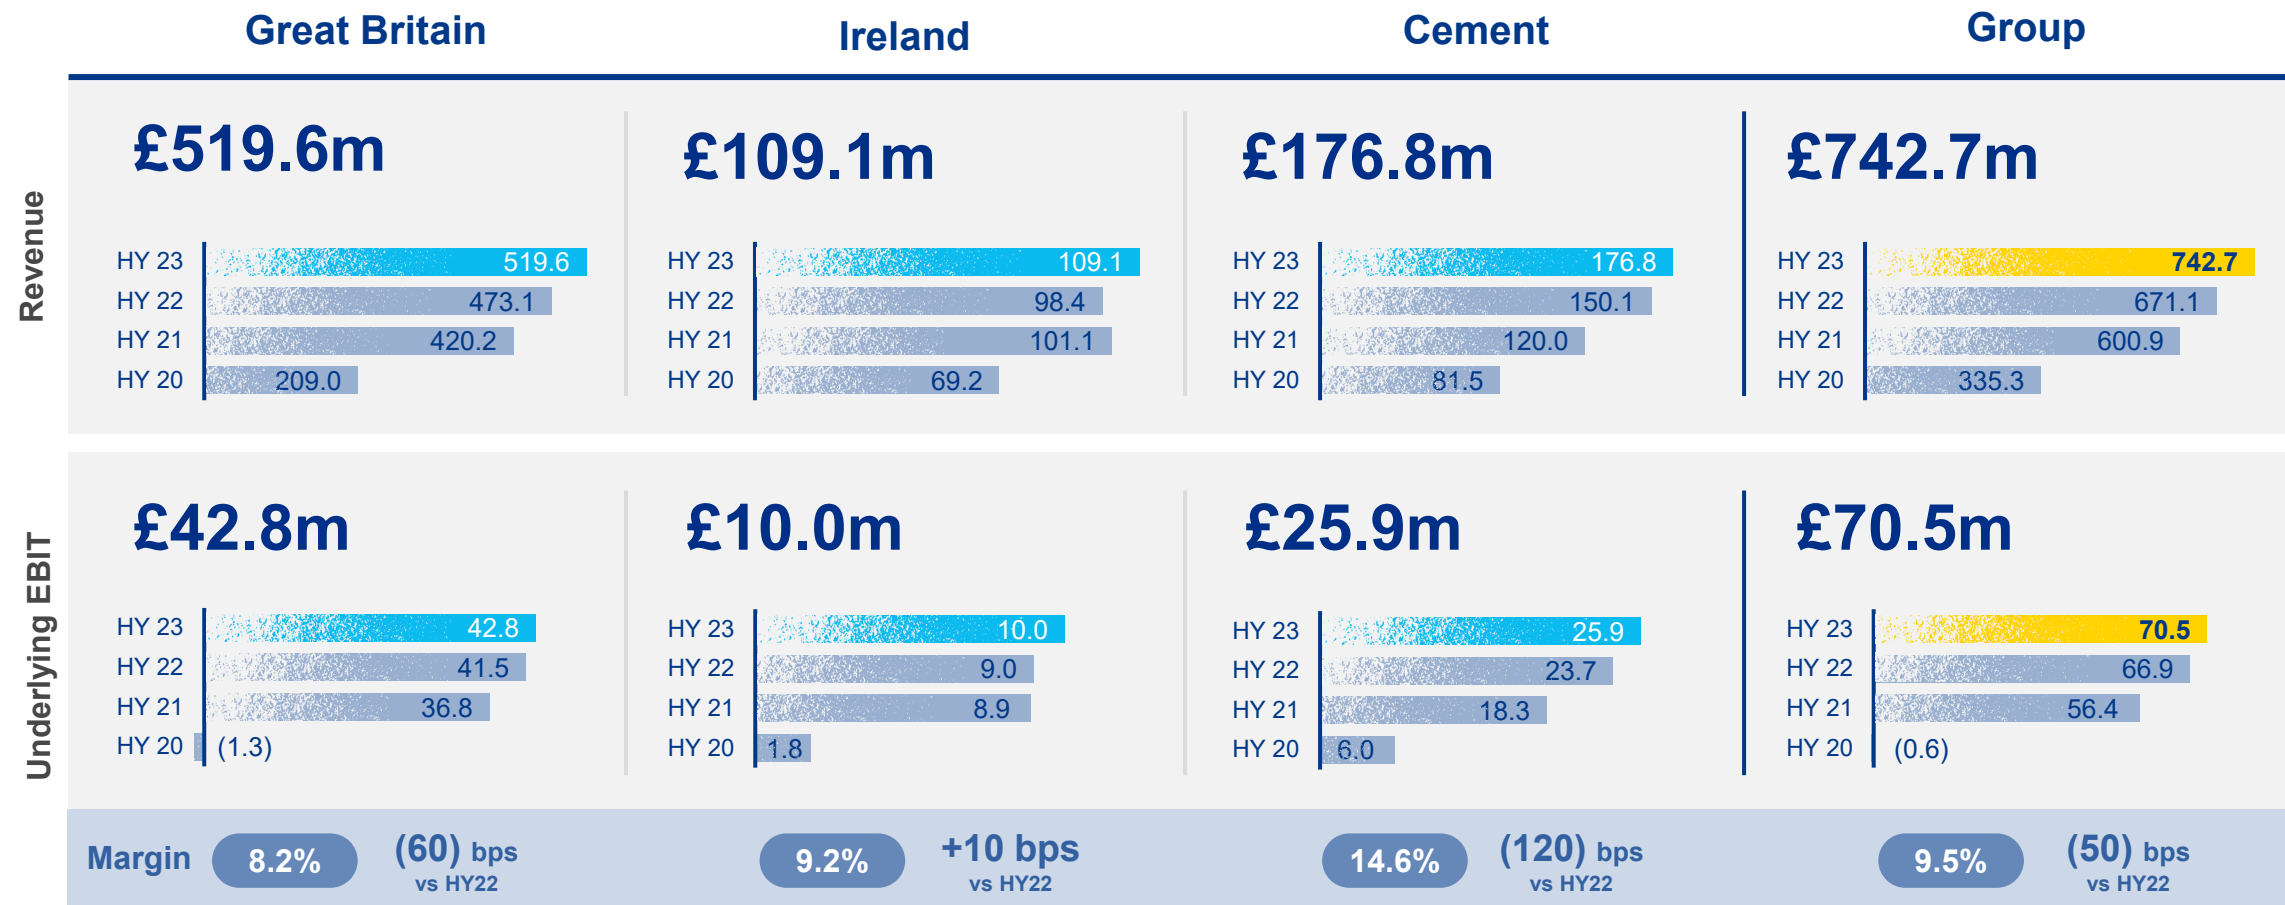 Great Britain
Ireland
Cement
Group
Revenue
£519.6m
HY 23 519.6
HY 22 473.1
HY 21 420.2
HY 20 209.0
£109.1m
HY 23 109.1
HY 22 98.4
HY 21 101.1
HY 20 69.2
£176.8m
HY 23 176.8
HY 22 150.1
HY 21 120.0
HY 20 81.5
£742.7m
HY 23 742.7
HY 22 671.1
HY 21 600.9
HY 20 335.3
Underlying EBIT
£42.8m
HY 23 42.8
HY 22 41.5
HY 21 36.8
HY 20 (1.3)
£10.0m
HY 23 10.0
HY 22 9.0
HY 21 8.9
HY 20 1.8
£25.9m
HY 23 25.9
HY 22 23.7
HY 21 18.3
HY 20 6.0
£70.5m
HY 23 70.5
HY 22 66.9
HY 21 56.4
HY 20 (0.6)
Margin
8.2%
(60) bps
vs HY22
9.2%
+10 bps
vs HY22
14.6%
(120) bps
vs HY22
9.5%
(50) bps
vs HY22